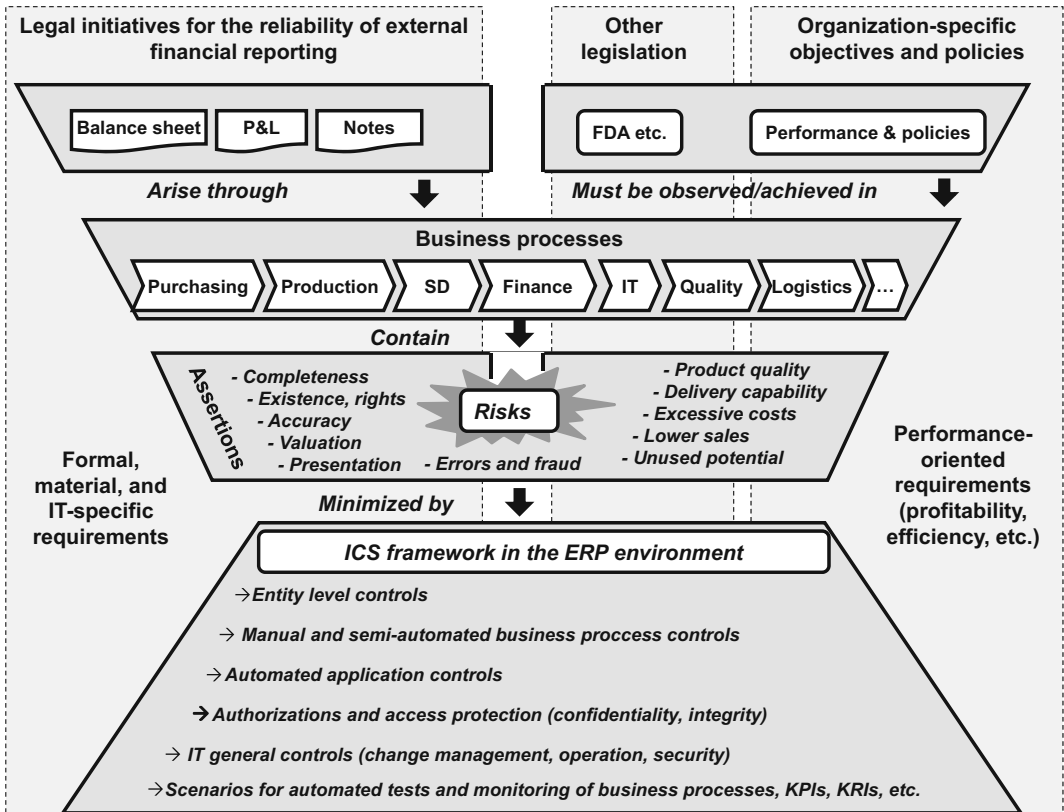 Legal initiatives for the reliability of external
financial reporting
Other
legislation
Organization-specific
objectives and policies
Balance sheet
P&L
Notes
FDA etc.
Performance & policies
Arise through
Must be observed/achieved in
Business processes
Purchasing
Production
SD
Finance
IT
Quality
Logistics
...
Contain
Assertions
- Completeness
- Existence, rights
- Accuracy
- Valuation
- Presentation
Risks
- Errors and fraud
- Product quality
- Delivery capability
- Excessive costs
- Lower sales
- Unused potential
Formal,
material, and
IT-specific
requirements
Performance-
oriented
requirements
(profitability,
efficiency, etc.)
Minimized by
ICS framework in the ERP environment
→Entity level controls
→ Manual and semi-automated business proccess controls
→ Automated application controls
→ Authorizations and access protection (confidentiality, integrity)
→ IT general controls (change management, operation, security)
→Scenarios for automated tests and monitoring of business processes, KPIs, KRIs, etc.